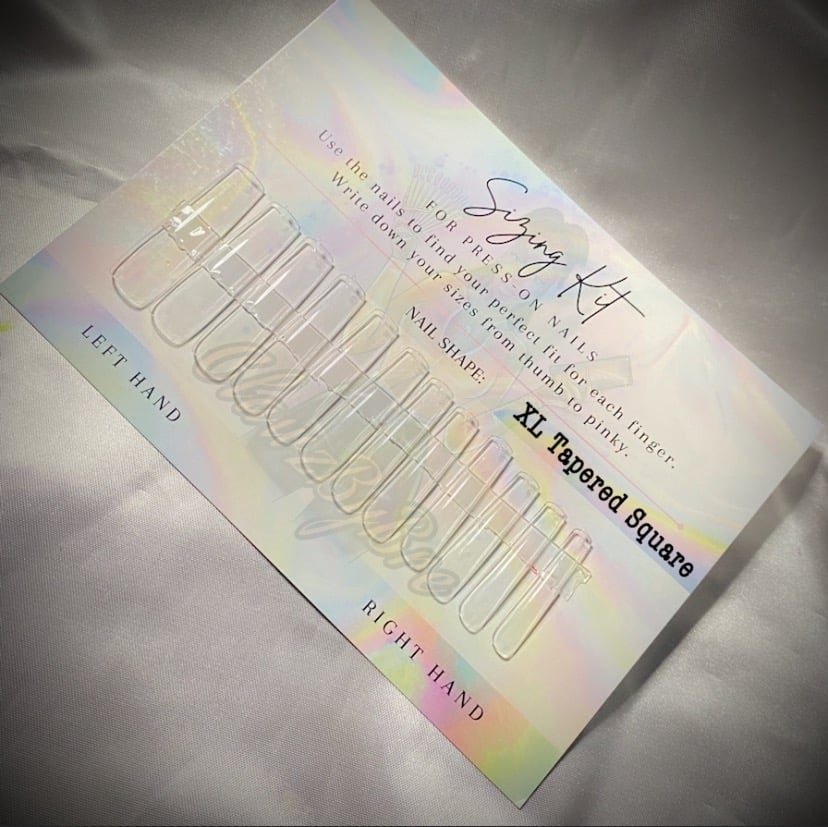 Sizing Kit
FOR PRESS-ON NAILS
Use the nails to find your perfect fit for each finger.
Write down your sizes from thumb to pinky.
NAIL SHAPE:
XL Tapered Square
LEFT HAND
RIGHT HAND